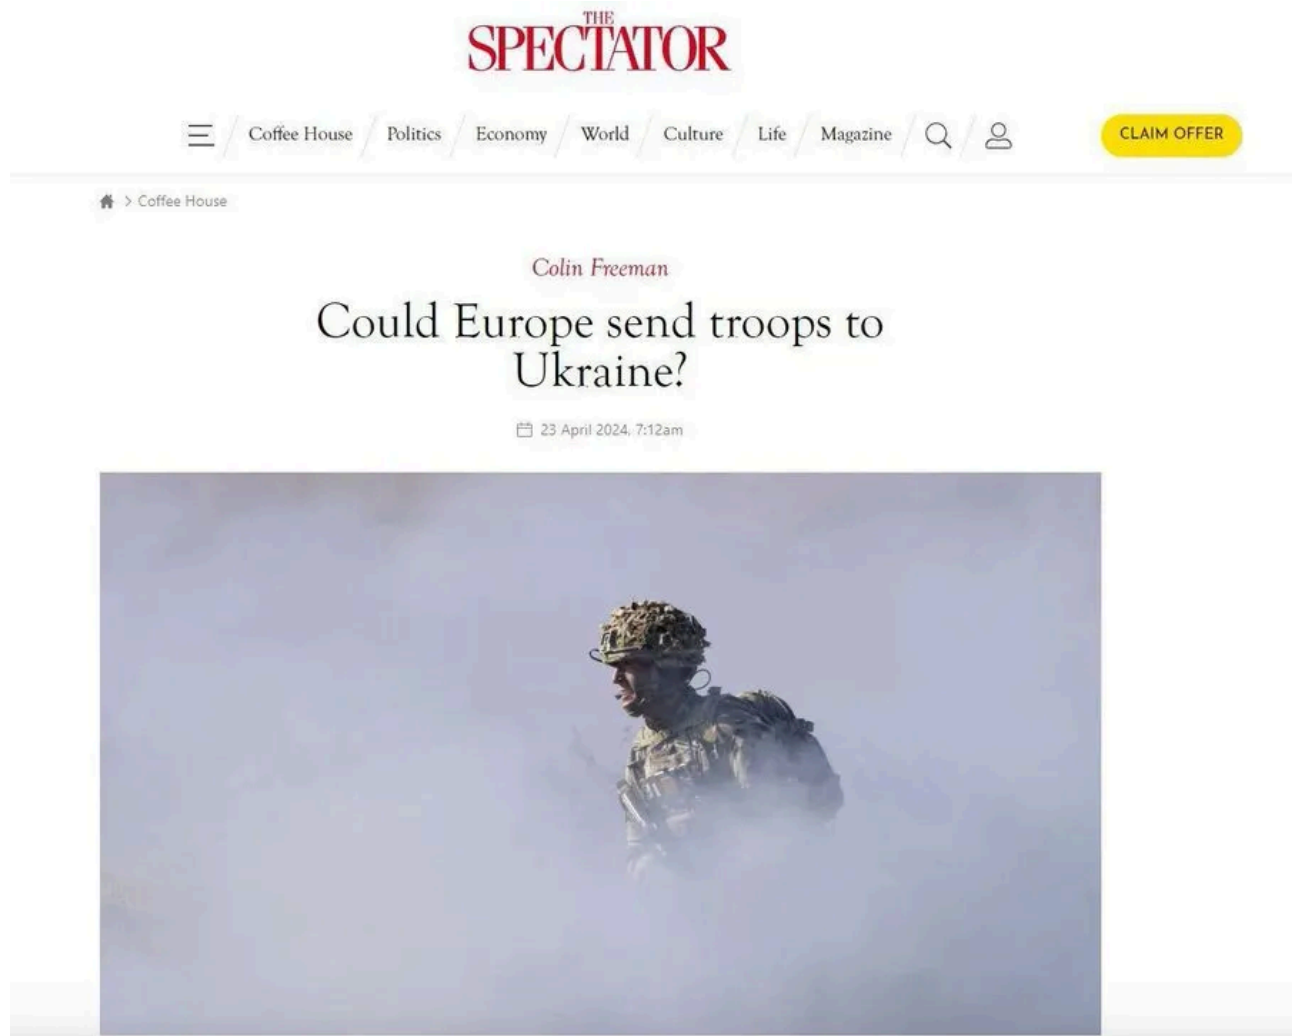 THE
SPECTATOR
Coffee House Politics Economy World Culture Life Magazine CLAIM OFFER
> Coffee House
Colin Freeman
Could Europe send troops to
Ukraine?
23 April 2024, 7:12am